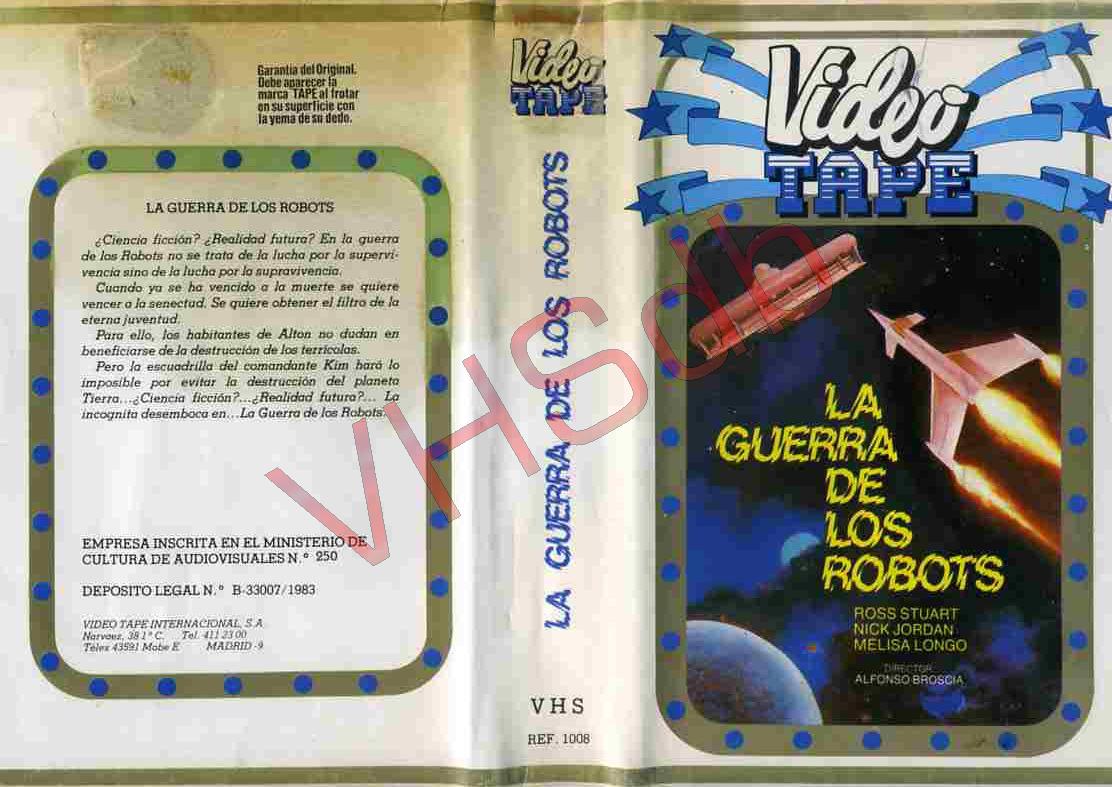 Garantía del Original.
Debe aparecer la
marca TAPE al frotar
en su superficie con
la yema de su dedo.
LA GUERRA DE LOS ROBOTS
¿Ciencia ficción? ¿Realidad futura? En la guerra
de los Robots no se trata de la lucha por la supervi-
vencia sino de la lucha por la supravivencia.
Cuando ya se ha vencido a la muerte se quiere
vencer a la senectud. Se quiere obtener el filtro de la
eterna juventud.
Para ello, los habitantes de Alton no dudan en
beneficiarse de la destrucción de los terrícolas.
Pero la escuadrilla del comandante Kim hará lo
imposible por evitar la destrucción del planeta
Tierra...¿Ciencia ficción?...¿Realidad futura?... La
incognita desemboca en...La Guerra de los Robots.
EMPRESA INSCRITA EN EL MINISTERIO DE
CULTURA DE AUDIOVISUALES N.º 250
DEPOSITO LEGAL N.º B-33007/1983
VIDEO TAPE INTERNACIONAL, S.A.
Narvaez, 38 1º C. Tel. 411 23 00
Télex 43591 Mabe E MADRID-9
Video
TAPE
LA GUERRA DE LOS ROBOTS
VHS
REF. 1008
Video
TAPE
LA
GUERRA
DE
LOS
ROBOTS
ROSS STUART
NICK JORDAN
MELISA LONGO
DIRECTOR
ALFONSO BROSCIA
VHSdb